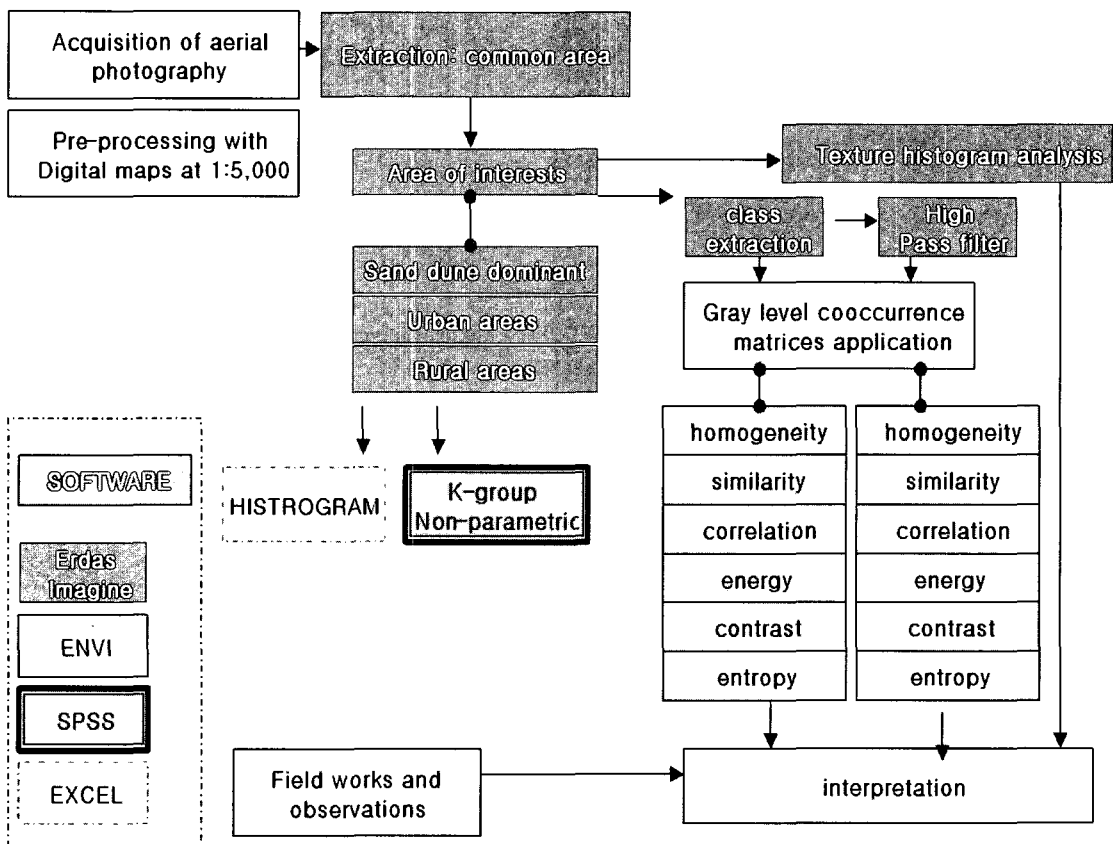 Acquisition of aerial
photography
Extraction: common area
Pre-processing with
Digital maps at 1:5,000
Area of interests
Texture histogram analysis
class
extraction
High
Pass filter
Sand dune dominant
Urban areas
Rural areas
Gray level cooccurrence
matrices application
HISTROGRAM
K-group
Non-parametric
homogeneity
similarity
correlation
energy
contrast
entropy
homogeneity
similarity
correlation
energy
contrast
entropy
SOFTWARE
Erdas
Imagine
ENVI
SPSS
EXCEL
Field works and
observations
interpretation